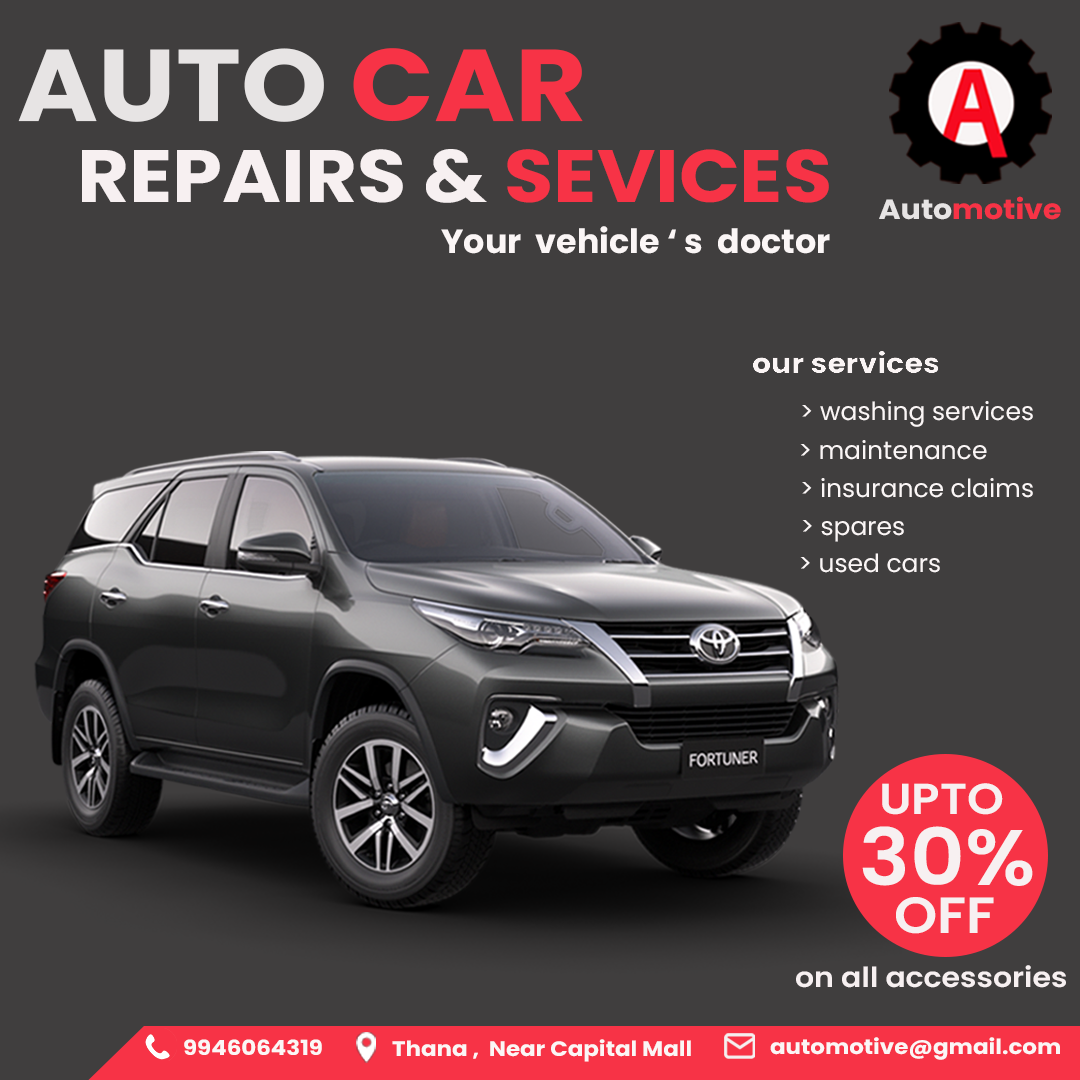 AUTO CAR
REPAIRS & SEVICES
Your vehicle ‘ s doctor
A
Automotive
our services
> washing services
> maintenance
> insurance claims
> spares
> used cars
FORTUNER
UPTO
30%
OFF
on all accessories
9946064319
Thana , Near Capital Mall
automotive@gmail.com